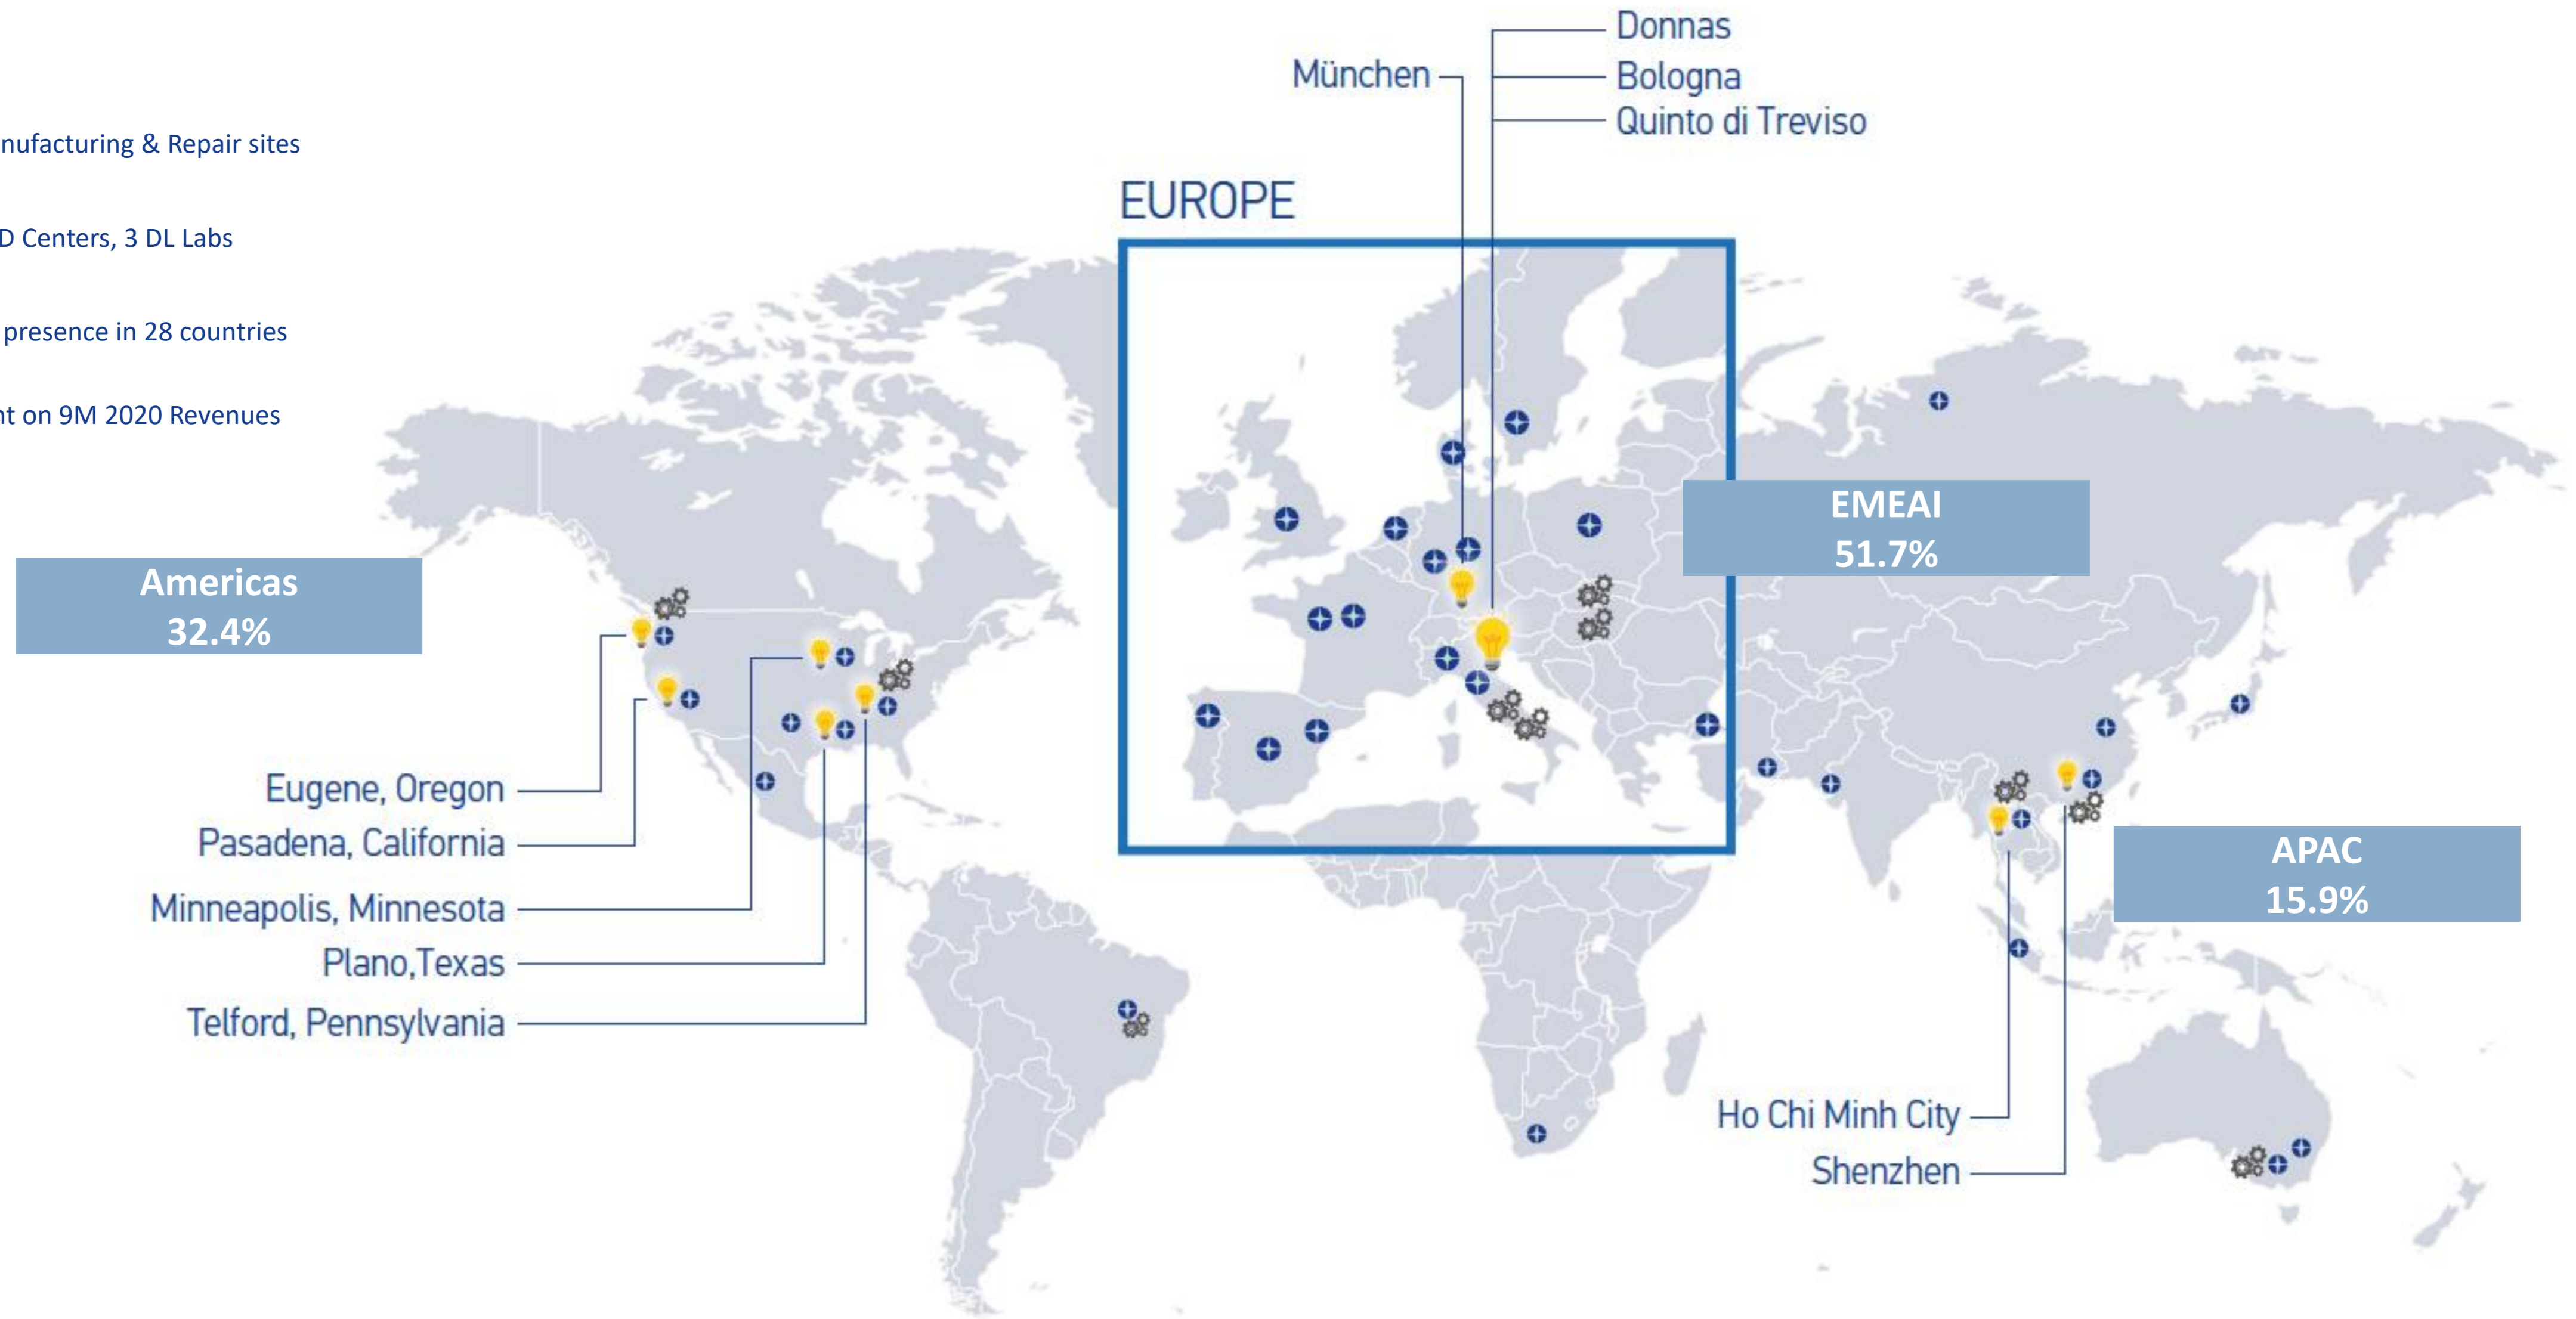 nufacturing & Repair sites
D Centers, 3 DL Labs
presence in 28 countries
nt on 9M 2020 Revenues
Donnas
München
Bologna
Quinto di Treviso
EUROPE
EMEAI
51.7%
Americas
32.4%
Eugene, Oregon
Pasadena, California
Minneapolis, Minnesota
Plano,Texas
Telford, Pennsylvania
APAC
15.9%
Ho Chi Minh City
Shenzhen